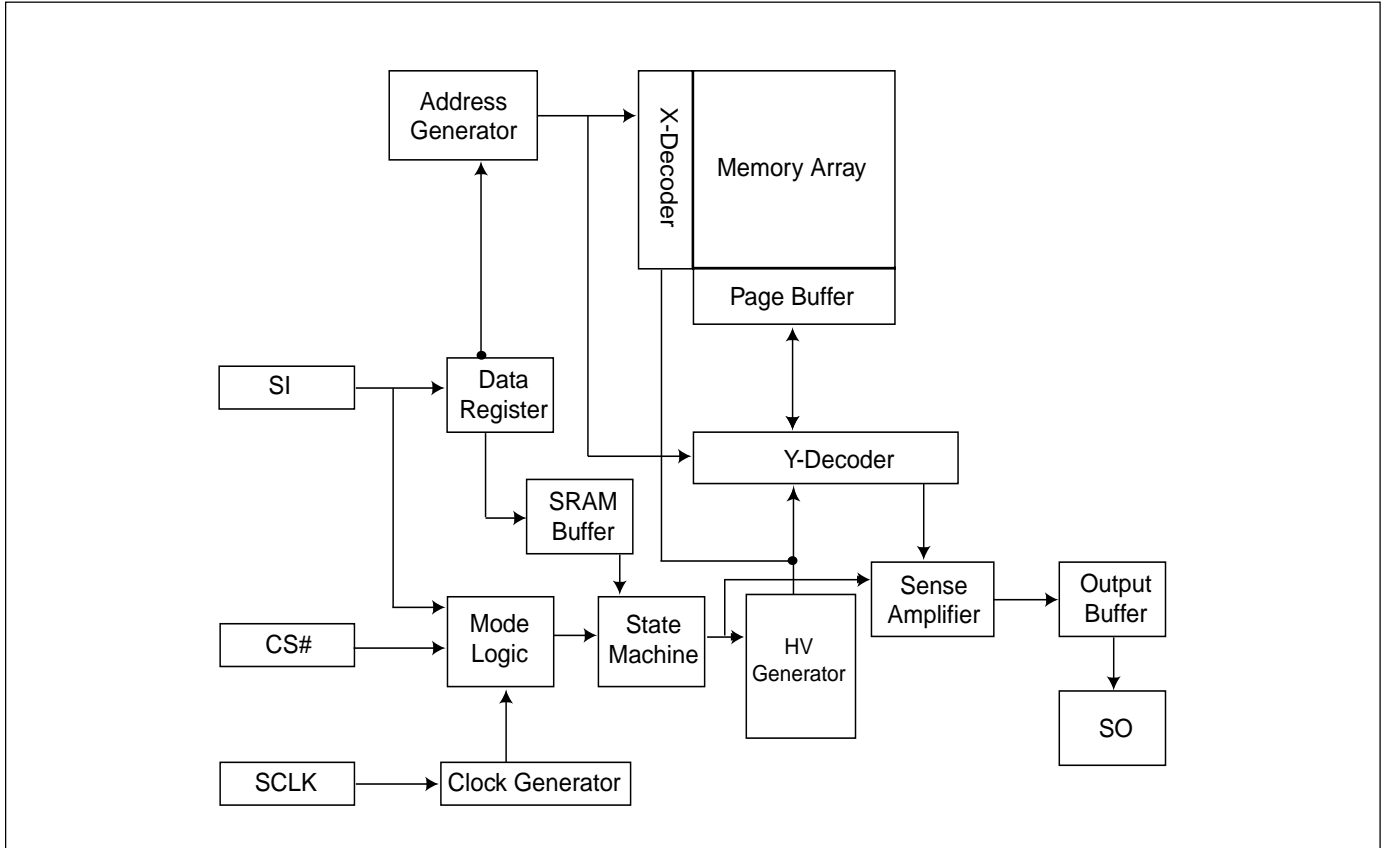 Address
Generator
X-Decoder
Memory Array
Page Buffer
SI
Data
Register
Y-Decoder
SRAM
Buffer
Sense
Amplifier
Output
Buffer
CS#
Mode
Logic
State
Machine
HV
Generator
SO
SCLK
Clock Generator